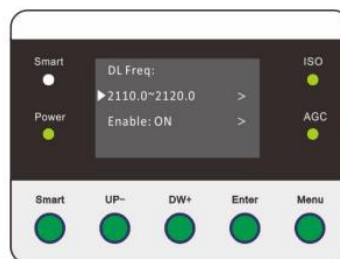 Smart
ISO
DL Freq:
▶2110.0~2120.0 >
Enable: ON >
Power
AGC
Smart UP- DW+ Enter Menu